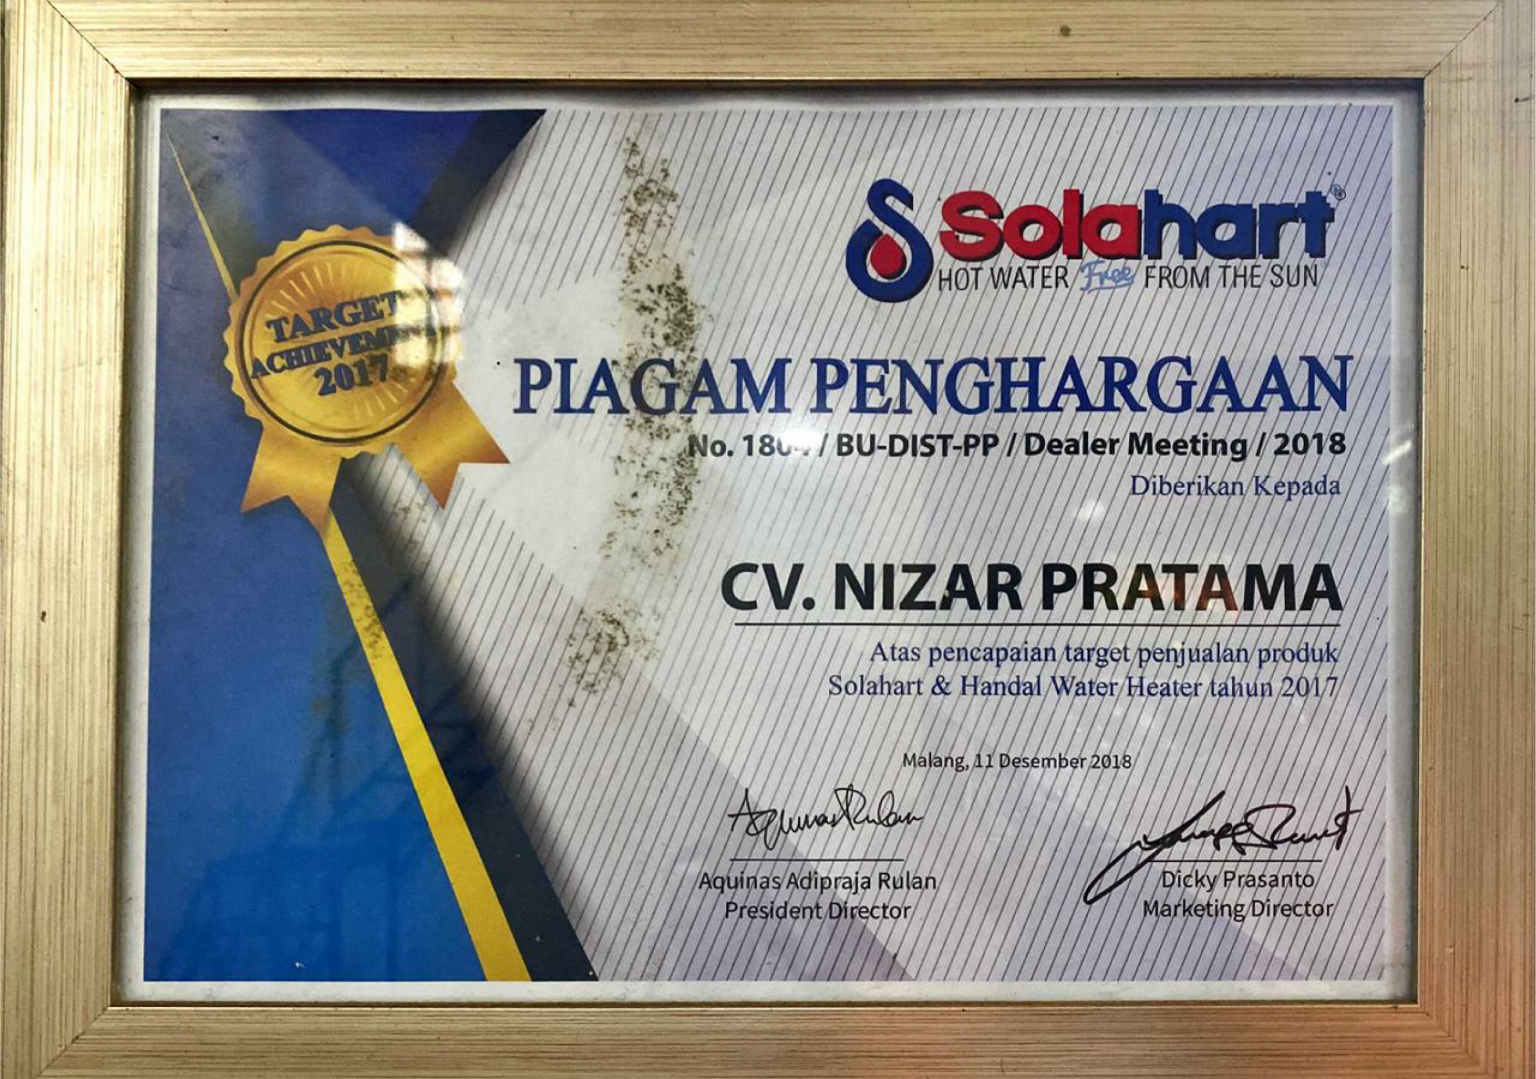 TARGET
ACHIEVEMENT
2017
Solahart®
HOT WATER Free FROM THE SUN
PIAGAM PENGHARGAAN
No. / BU-DIST-PP / Dealer Meeting / 2018
Diberikan Kepada
CV. NIZAR PRATAMA
Atas pencapaian target penjualan produk
Solahart & Handal Water Heater tahun 2017
Malang, 11 Desember 2018
Aquinas Adipraja Rulan
President Director
Dicky Prasanto
Marketing Director